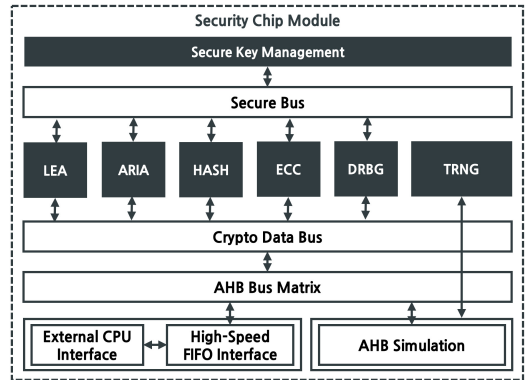 Security Chip Module
Secure Key Management
Secure Bus
LEA
ARIA
HASH
ECC
DRBG
TRNG
Crypto Data Bus
AHB Bus Matrix
External CPU
Interface
High-Speed
FIFO Interface
AHB Simulation